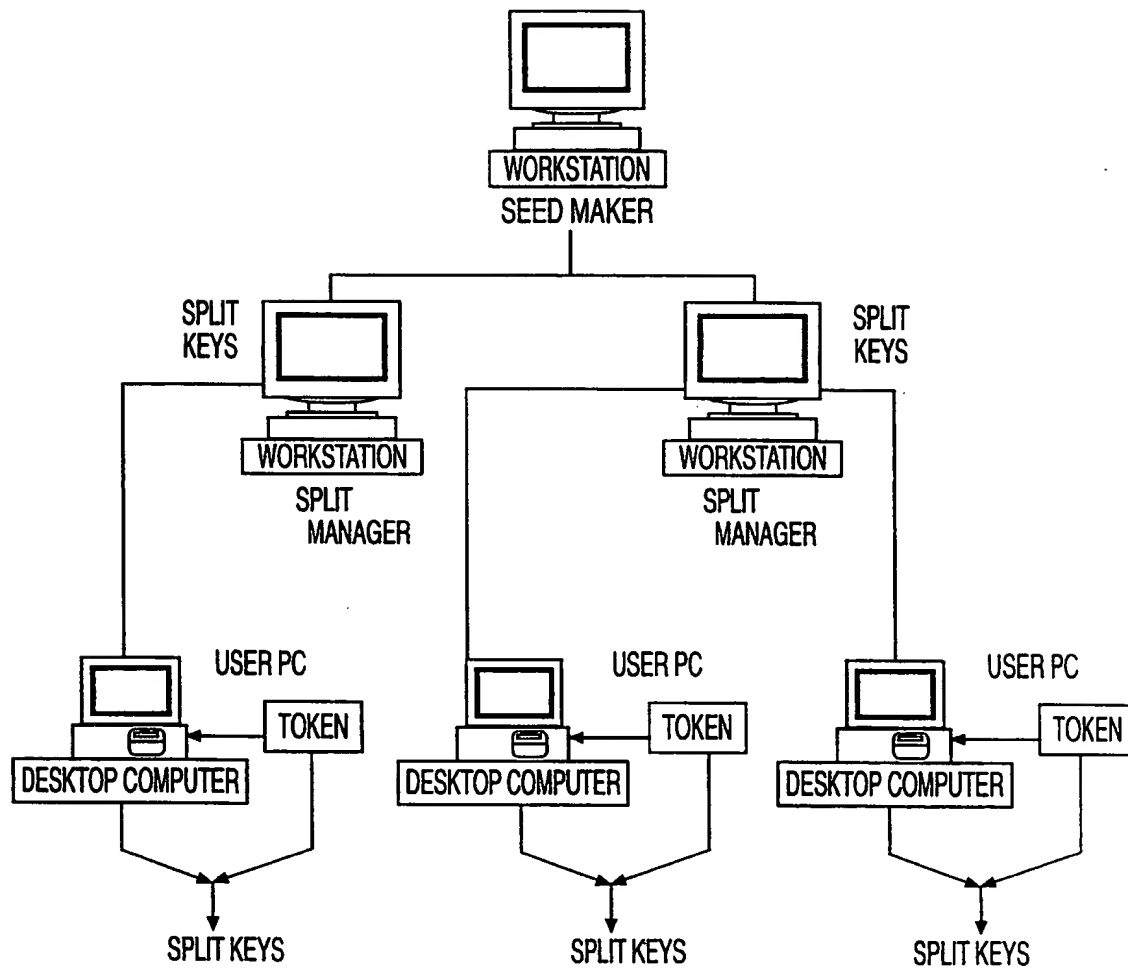 WORKSTATION
SEED MAKER
SPLIT
KEYS
SPLIT
KEYS
WORKSTATION
WORKSTATION
SPLIT
MANAGER
SPLIT
MANAGER
USER PC
USER PC
USER PC
TOKEN
TOKEN
TOKEN
DESKTOP COMPUTER
DESKTOP COMPUTER
DESKTOP COMPUTER
SPLIT KEYS
SPLIT KEYS
SPLIT KEYS